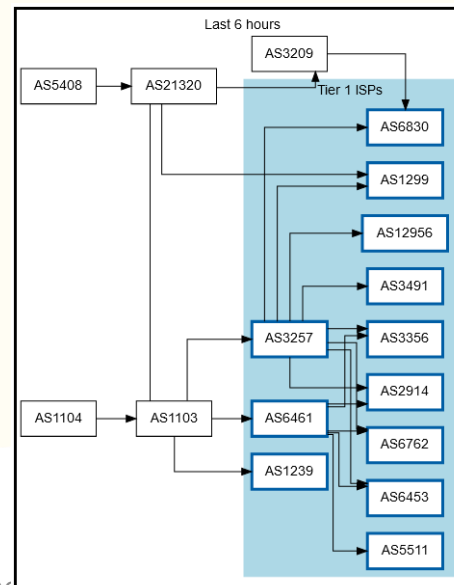 Last 6 hours
AS3209
AS5408
AS21320
Tier 1 ISPs
AS6830
AS1299
AS12956
AS3491
AS3257
AS3356
AS2914
AS1104
AS1103
AS6461
AS6762
AS1239
AS6453
AS5511